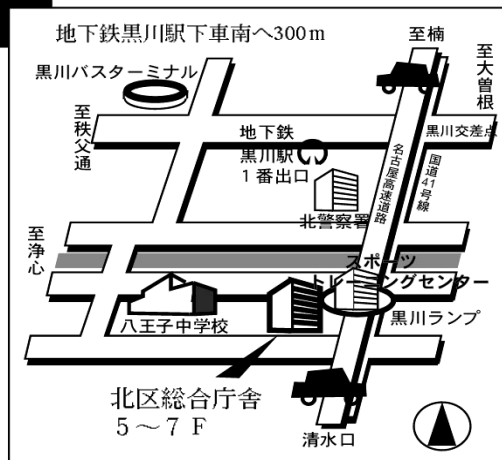 地下鉄黒川駅下車南へ300m
至楠
黒川バスターミナル
至大曽根
至秩父通
地下鉄
黒川駅
1番出口
黒川交差点
名古屋高速道路
国道41号線
北警察署
至浄心
スポーツ
トレーニングセンター
八王子中学校
黒川ランプ
北区総合庁舎
5～7F
清水口